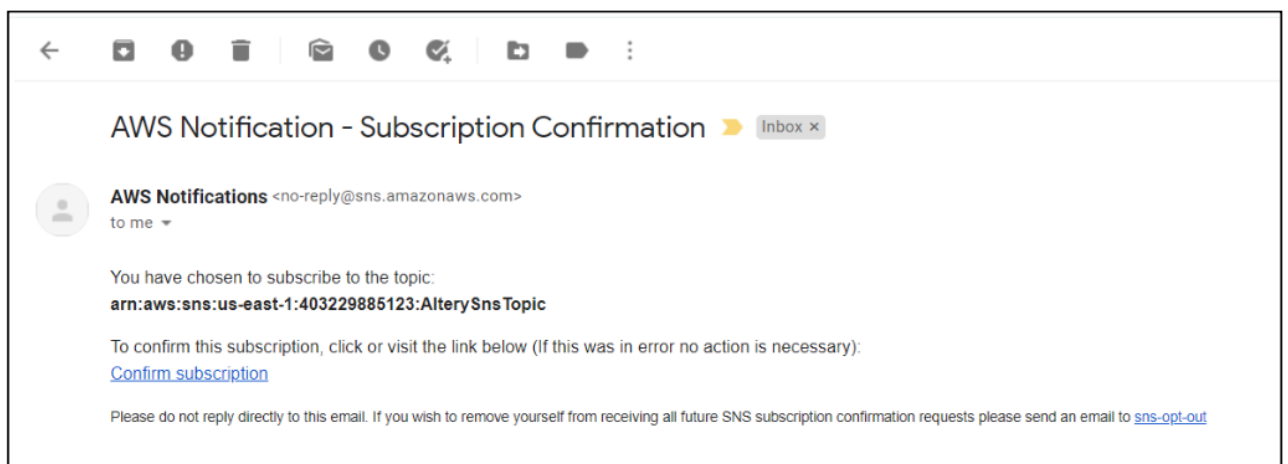 AWS Notification - Subscription Confirmation Inbox ×
AWS Notifications <no-reply@sns.amazonaws.com>
to me
You have chosen to subscribe to the topic:
arn:aws:sns:us-east-1:403229885123:AlterySnsTopic
To confirm this subscription, click or visit the link below (If this was in error no action is necessary):
Confirm subscription
Please do not reply directly to this email. If you wish to remove yourself from receiving all future SNS subscription confirmation requests please send an email to sns-opt-out